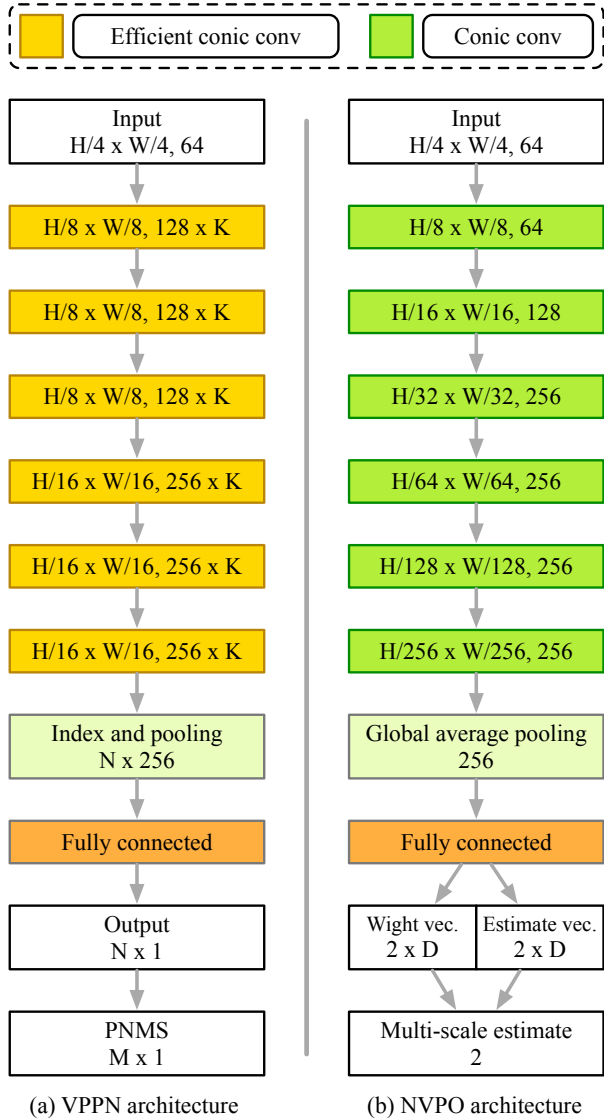 Efficient conic conv
Conic conv
Input
H/4 x W/4, 64
H/8 x W/8, 128 x K
H/8 x W/8, 128 x K
H/8 x W/8, 128 x K
H/16 x W/16, 256 x K
H/16 x W/16, 256 x K
H/16 x W/16, 256 x K
Index and pooling
N x 256
Fully connected
Output
N x 1
PNMS
M x 1
(a) VPPN architecture
Input
H/4 x W/4, 64
H/8 x W/8, 64
H/16 x W/16, 128
H/32 x W/32, 256
H/64 x W/64, 256
H/128 x W/128, 256
H/256 x W/256, 256
Global average pooling
256
Fully connected
Wight vec.
2 x D
Estimate vec.
2 x D
Multi-scale estimate
2
(b) NVPO architecture